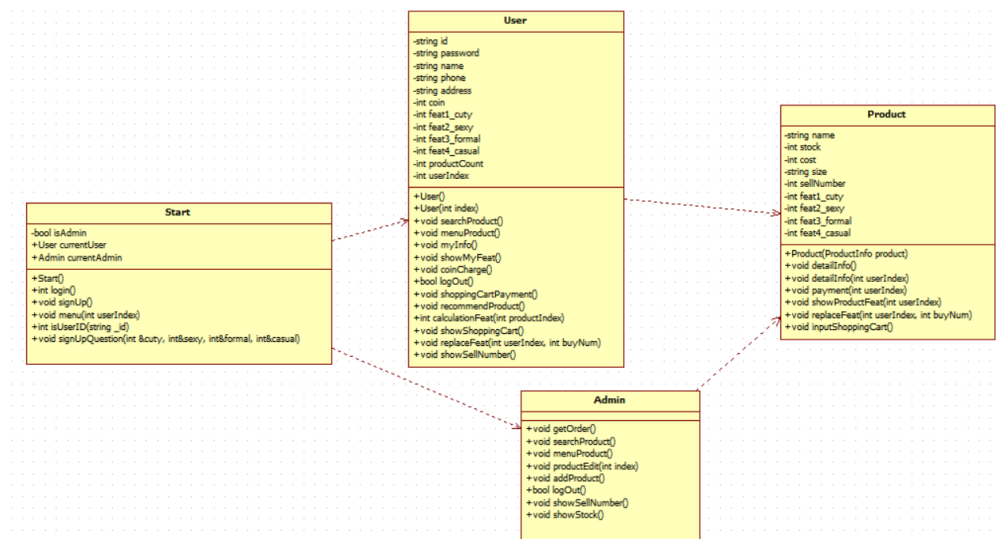 User
-string id
-string password
-string name
-string phone
-string address
-int coin
-int feat1_cuty
-int feat2_sexy
-int feat3_formal
-int feat4_casual
-int productCount
-int userIndex
+User()
+User(int index)
+void searchProduct()
+void menuProduct()
+void myInfo()
+void showMyFeat()
+void coinCharge()
+bool logOut()
+void shoppingCartPayment()
+void recommendProduct()
+int calculationFeat(int productIndex)
+void showShoppingCart()
+void replaceFeat(int userIndex, int buyNum)
+void showSellNumber()
Product
-string name
-int stock
-int cost
-string size
-int sellNumber
-int feat1_cuty
-int feat2_sexy
-int feat3_formal
-int feat4_casual
+Product(ProductInfo product)
+void detailInfo()
+void detailInfo(int userIndex)
+void payment(int userIndex)
+void showProductFeat(int userIndex)
+void replaceFeat(int userIndex, int buyNum)
+void inputShoppingCart()
Start
-bool isAdmin
+User currentUser
+Admin currentAdmin
+Start()
+int login()
+void signUp()
+void menu(int userIndex)
+int isUserID(string _id)
+void signUpQuestion(int &cuty, int&sexy, int&formal, int&casual)
Admin
+void getOrder()
+void searchProduct()
+void menuProduct()
+void productEdit(int index)
+void addProduct()
+bool logOut()
+void showSellNumber()
+void showStock()